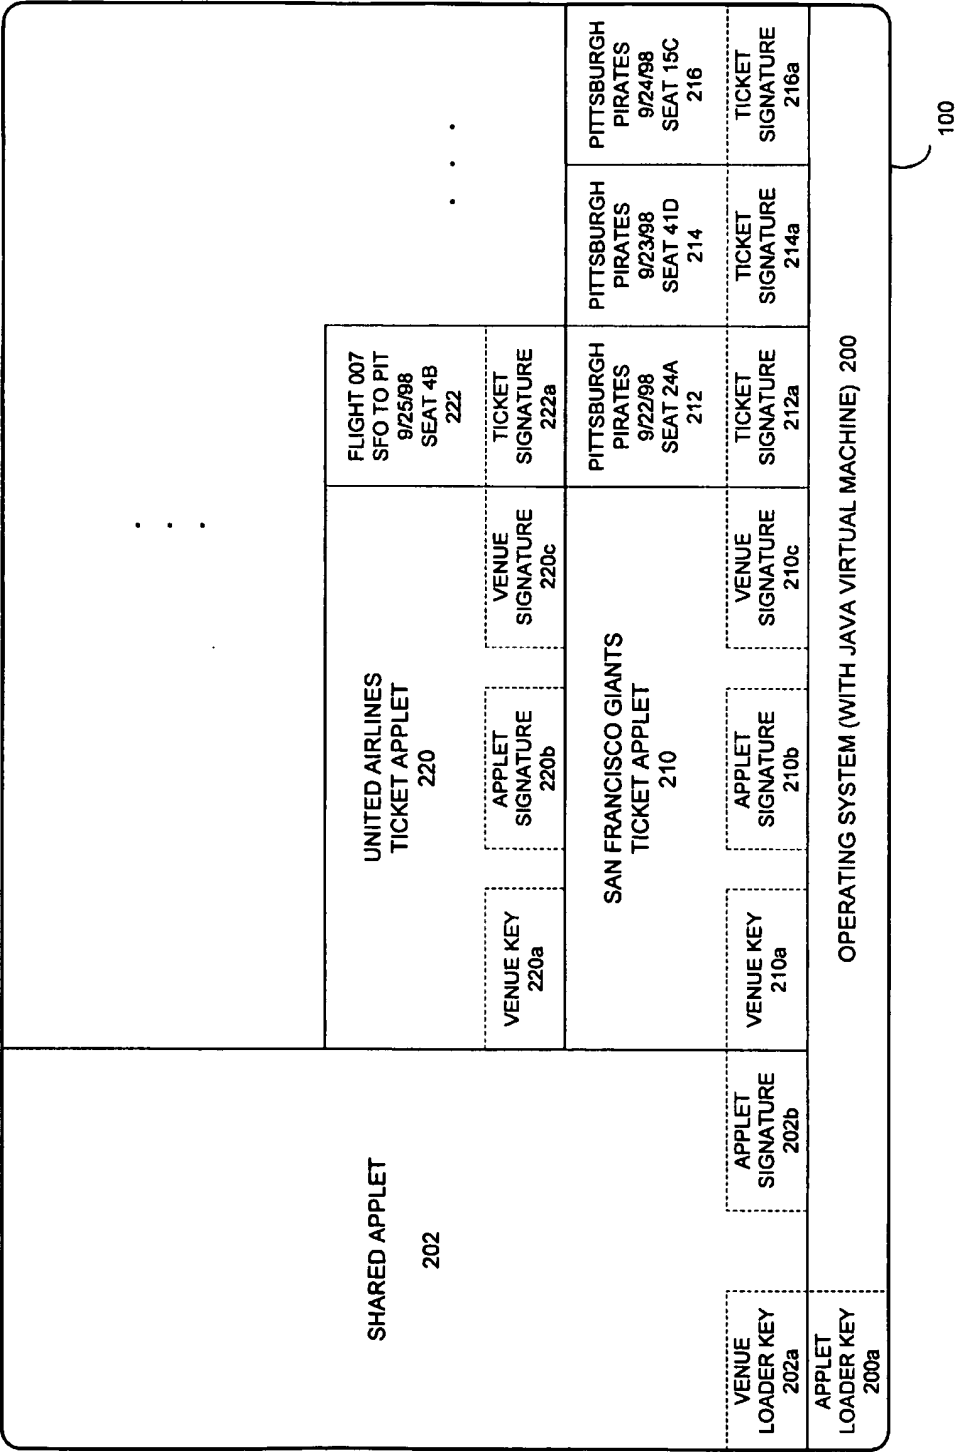 SHARED APPLET
202
VENUE
LOADER KEY
202a
APPLET
SIGNATURE
202b
UNITED AIRLINES
TICKET APPLET
220
VENUE KEY
220a
APPLET
SIGNATURE
220b
VENUE
SIGNATURE
220c
FLIGHT 007
SFO TO PIT
9/25/98
SEAT 4B
222
TICKET
SIGNATURE
222a
SAN FRANCISCO GIANTS
TICKET APPLET
210
VENUE KEY
210a
APPLET
SIGNATURE
210b
VENUE
SIGNATURE
210c
PITTSBURGH
PIRATES
9/22/98
SEAT 24A
212
TICKET
SIGNATURE
212a
PITTSBURGH
PIRATES
9/23/98
SEAT 41D
214
TICKET
SIGNATURE
214a
PITTSBURGH
PIRATES
9/24/98
SEAT 15C
216
TICKET
SIGNATURE
216a
APPLET
LOADER KEY
200a
OPERATING SYSTEM (WITH JAVA VIRTUAL MACHINE) 200
100